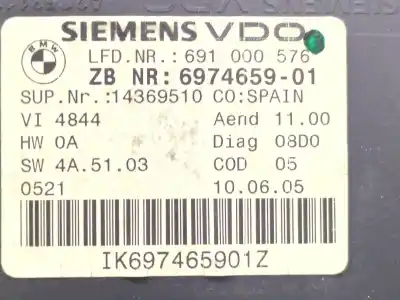 SIEMENS VDO
BMW
LFD.NR.:691 000 576
ZB NR:6974659-01
SUP.Nr.:14369510 CO:SPAIN
VI 4844 Aend 11.00
HW 0A Diag 08D0
SW 4A.51.03 COD 05
0521 10.06.05
IK697465901Z